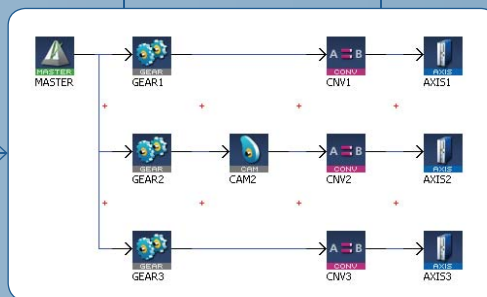 MASTER
MASTER
GEAR
GEAR1
A B
CONV
CNV1
AXIS
AXIS1
GEAR
GEAR2
CAM
CAM2
A B
CONV
CNV2
AXIS
AXIS2
GEAR
GEAR3
A B
CONV
CNV3
AXIS
AXIS3